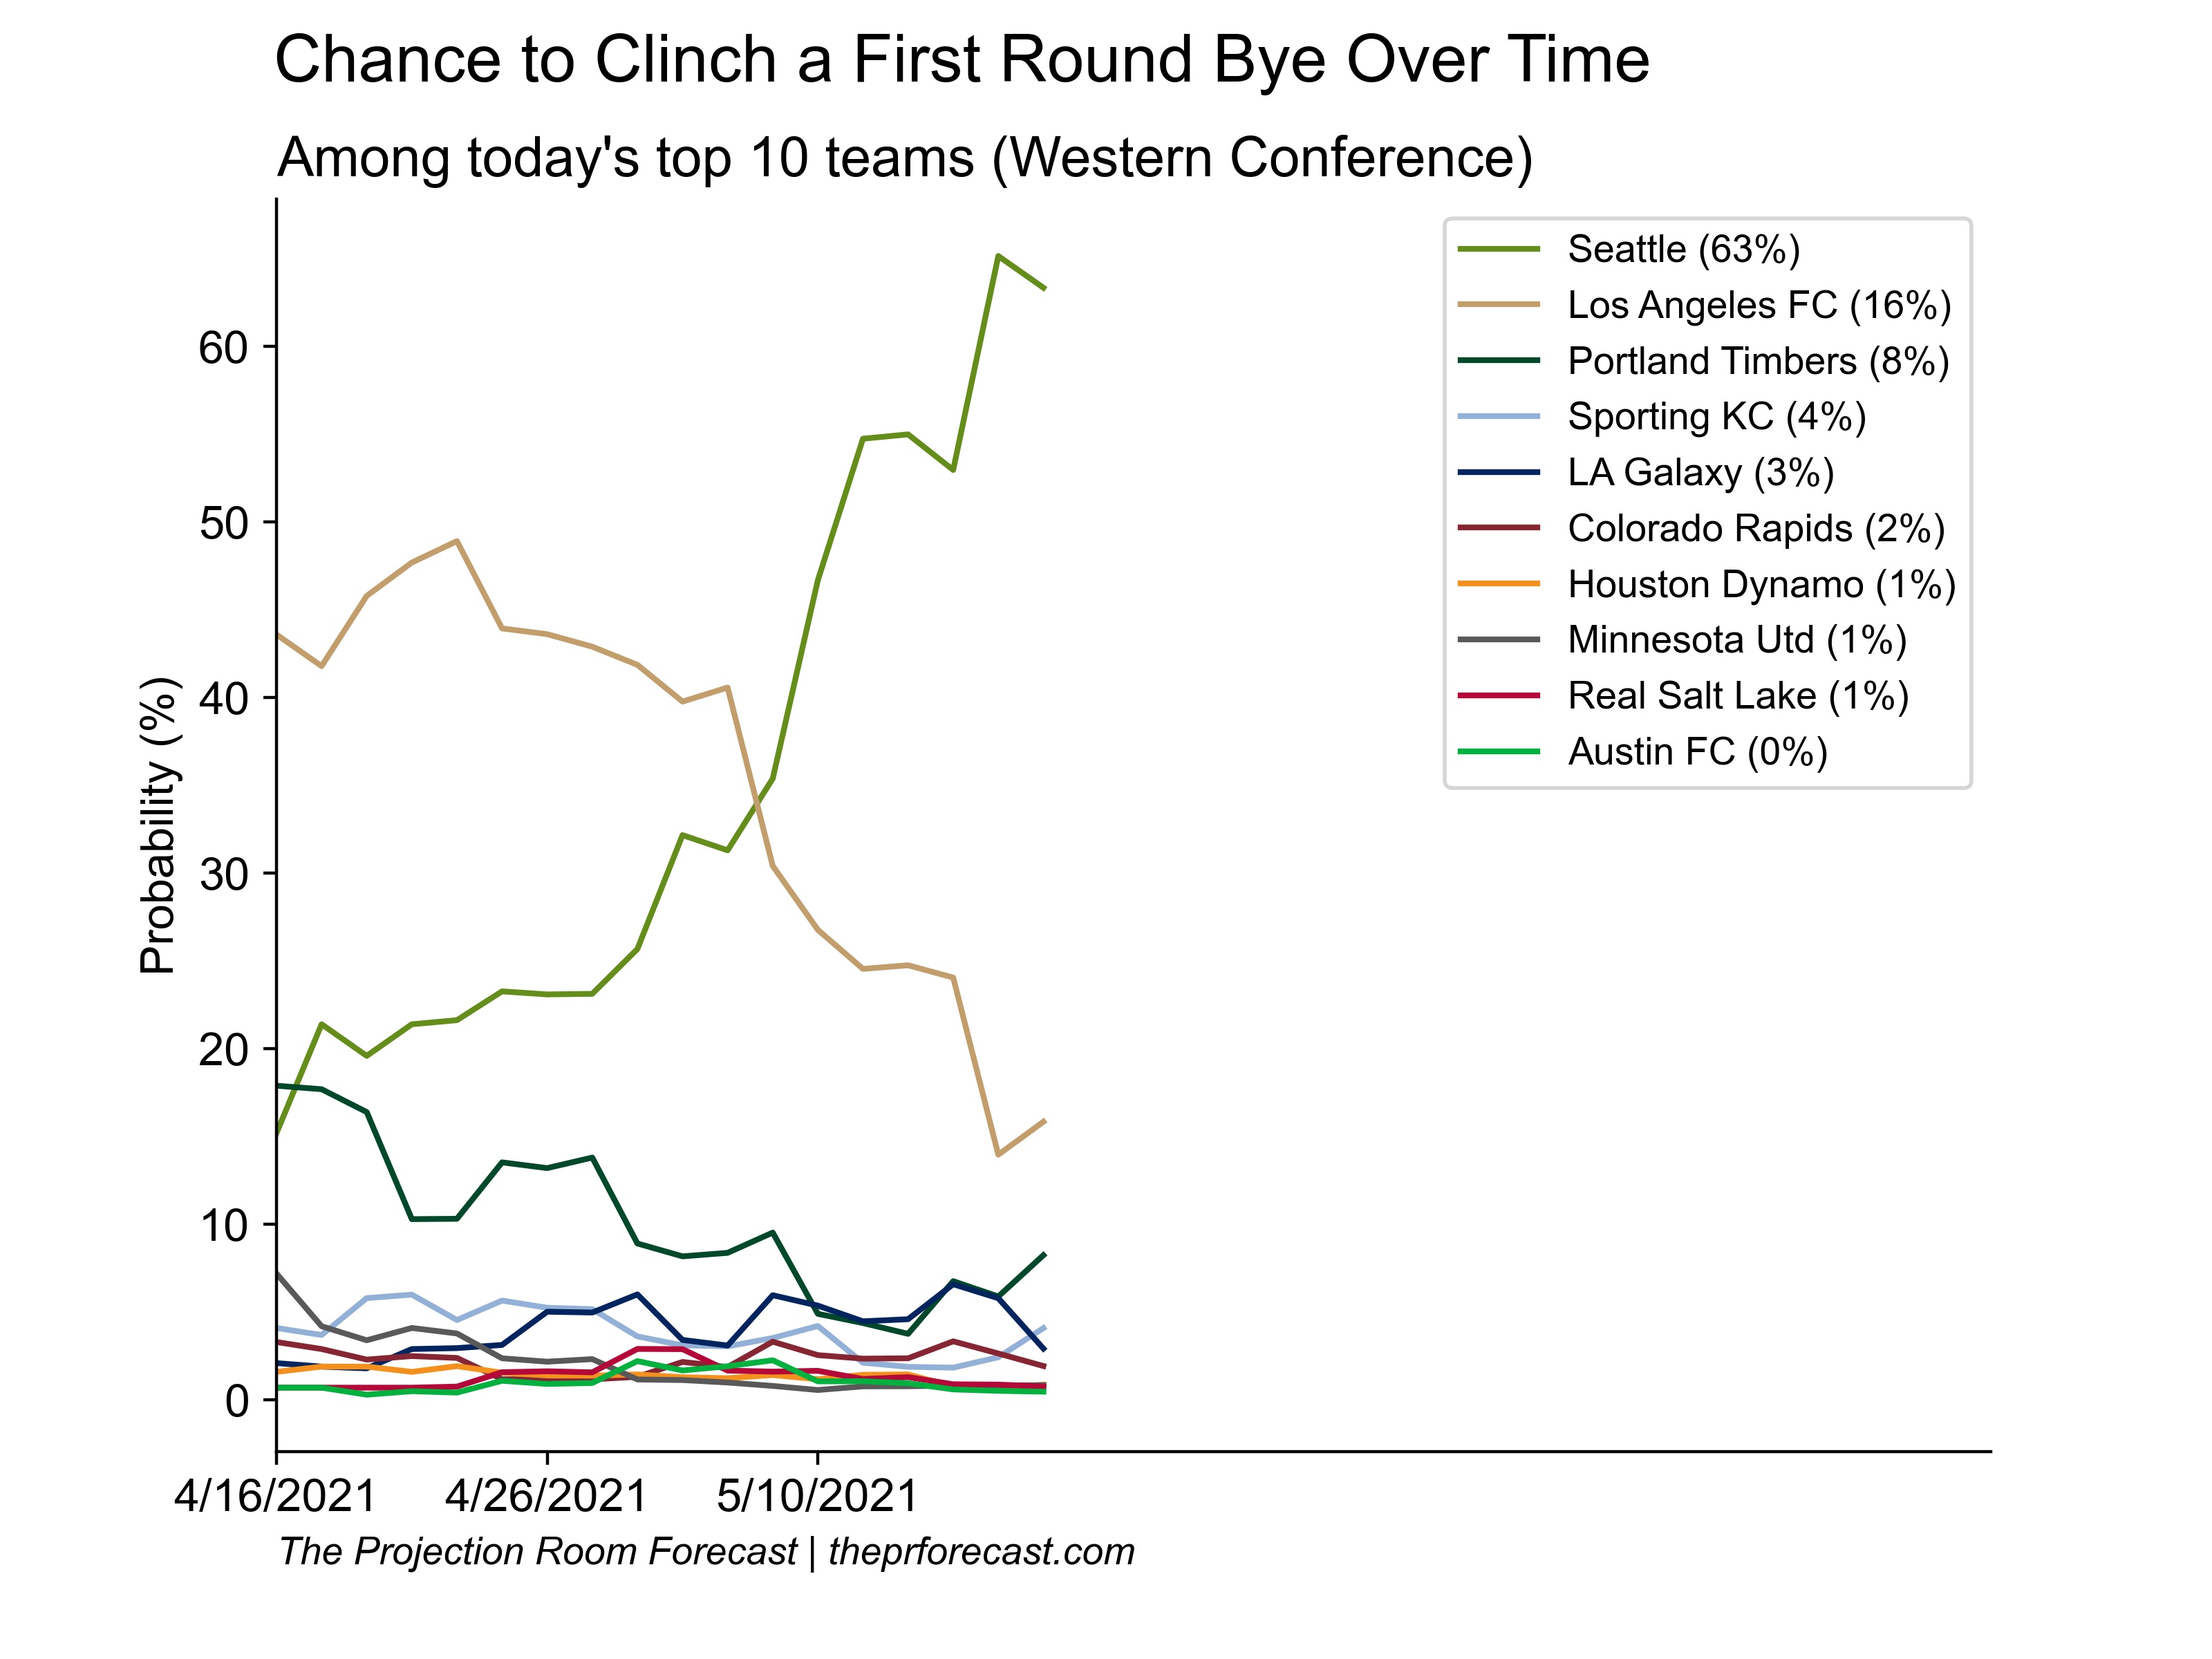 Chance to Clinch a First Round Bye Over Time
Among today's top 10 teams (Western Conference)
Seattle (63%)
Los Angeles FC (16%)
Portland Timbers (8%)
Sporting KC (4%)
LA Galaxy (3%)
Colorado Rapids (2%)
Houston Dynamo (1%)
Minnesota Utd (1%)
Real Salt Lake (1%)
Austin FC (0%)
Probability (%)
60
50
40
30
20
10
0
4/16/2021 4/26/2021 5/10/2021
The Projection Room Forecast | theprforecast.com